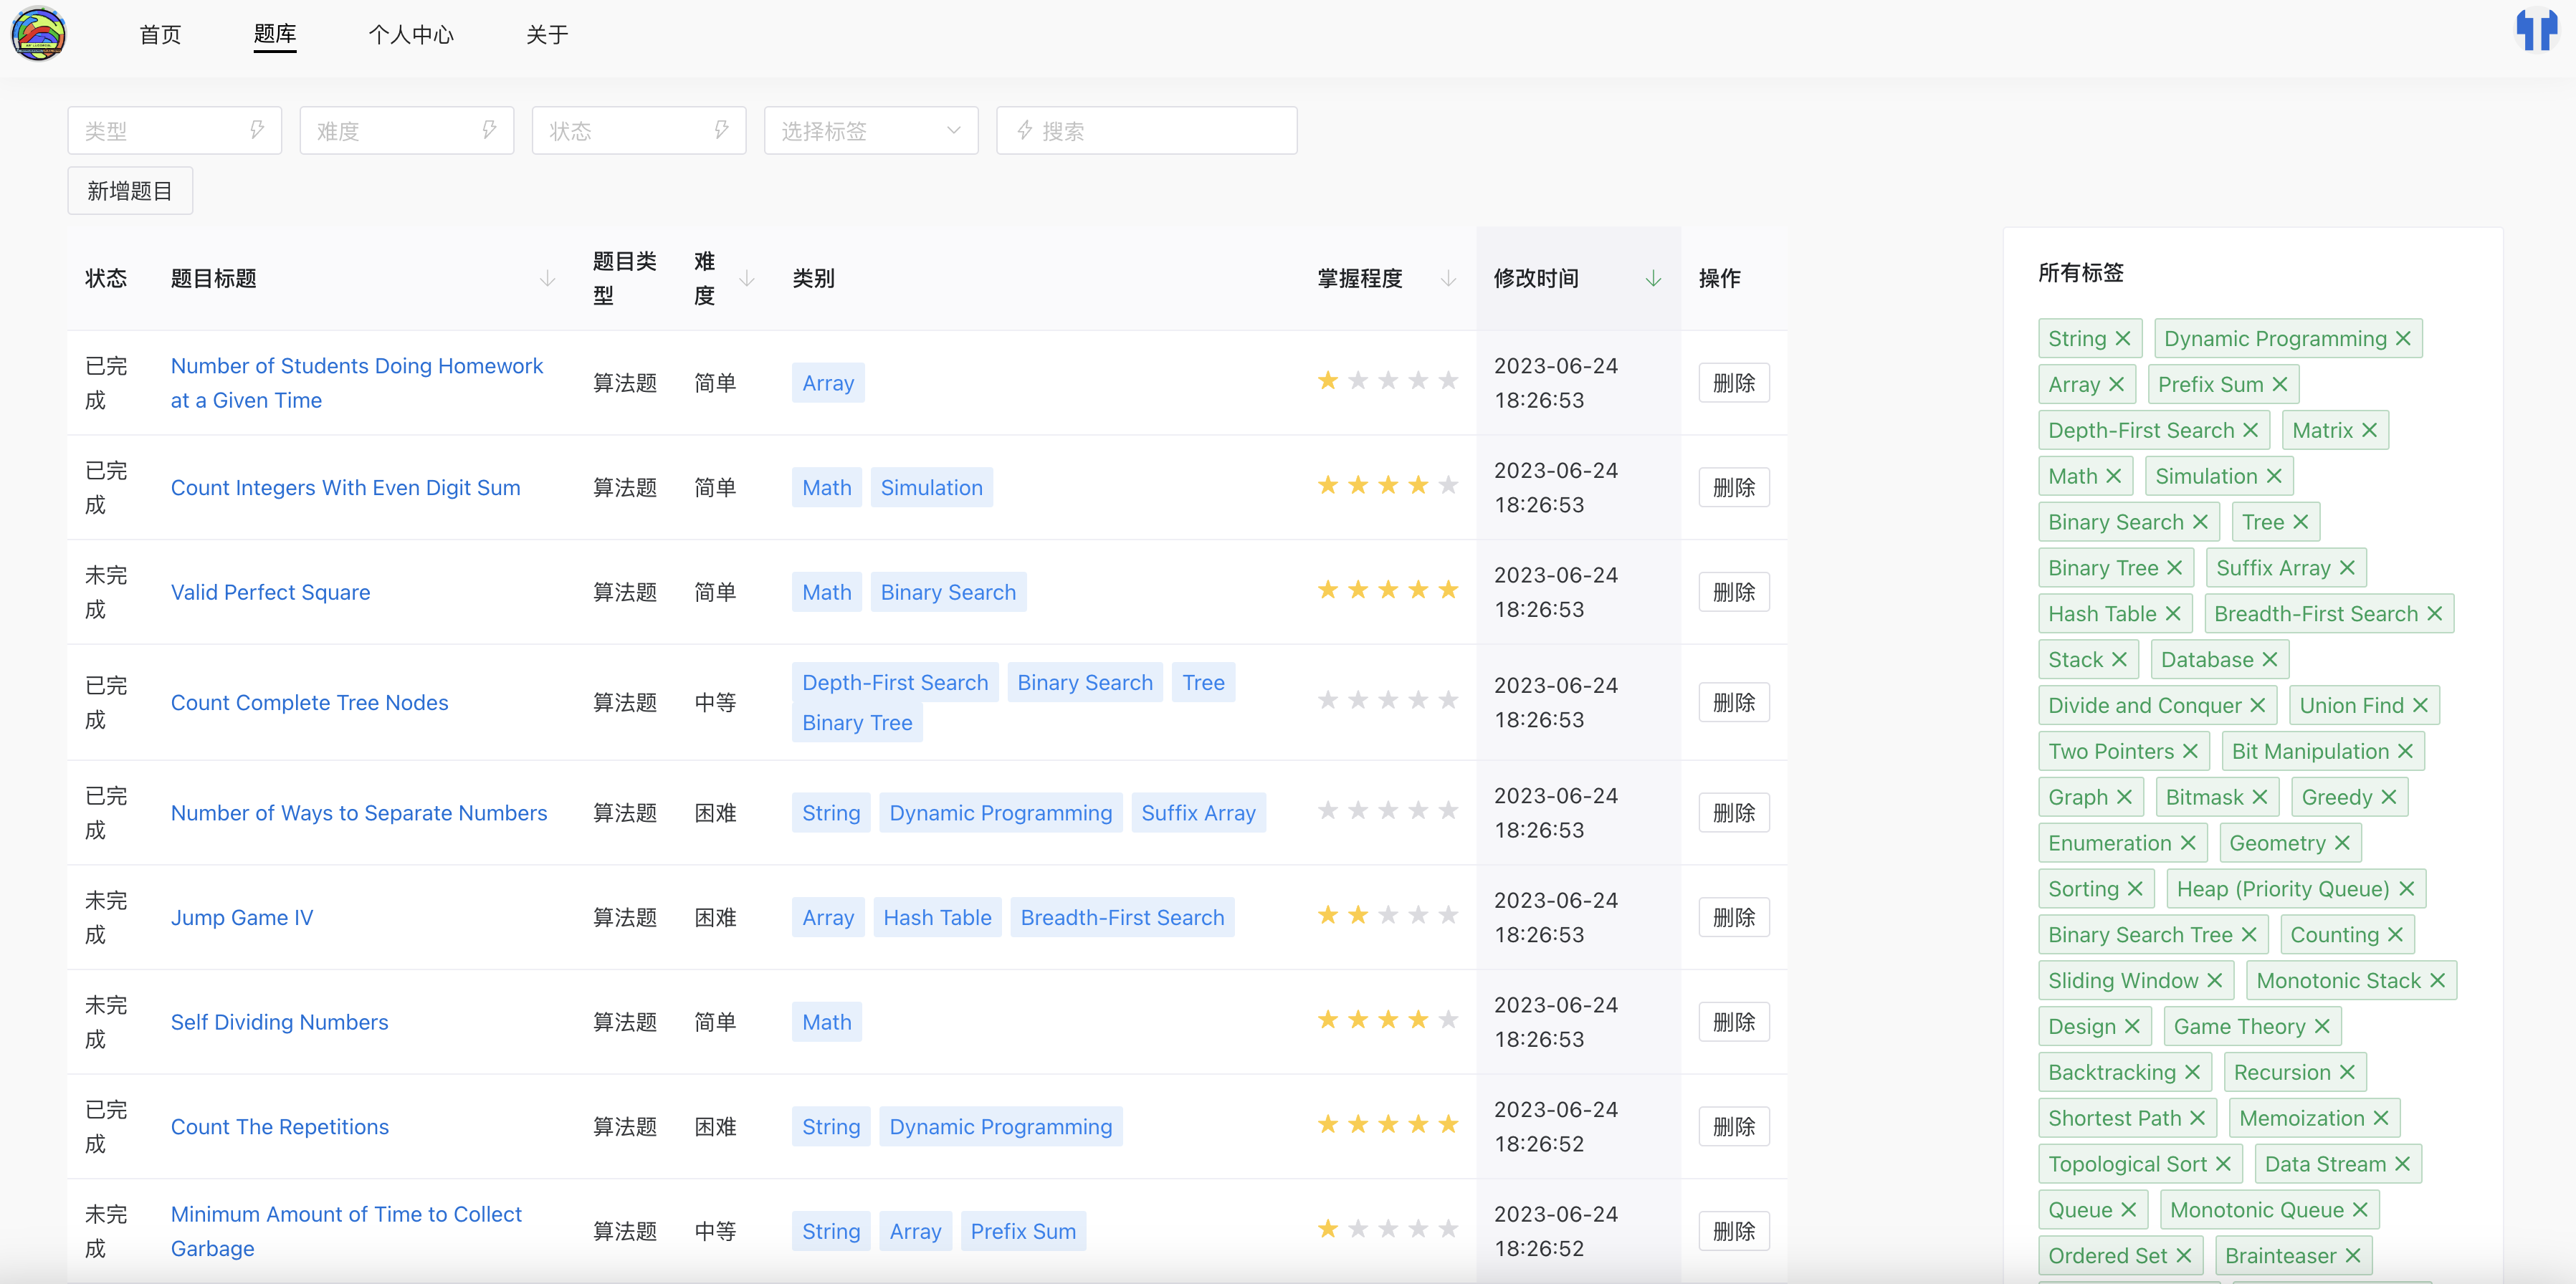 首页 题库 个人中心 关于
类型 难度 状态 选择标签 搜索
新增题目
状态 题目标题 题目类型 难度 类别 掌握程度 修改时间 操作
已完成 Number of Students Doing Homework at a Given Time 算法题 简单 Array 2023-06-24 18:26:53 删除
已完成 Count Integers With Even Digit Sum 算法题 简单 Math Simulation 2023-06-24 18:26:53 删除
未完成 Valid Perfect Square 算法题 简单 Math Binary Search 2023-06-24 18:26:53 删除
已完成 Count Complete Tree Nodes 算法题 中等 Depth-First Search Binary Search Tree Binary Tree 2023-06-24 18:26:53 删除
已完成 Number of Ways to Separate Numbers 算法题 困难 String Dynamic Programming Suffix Array 2023-06-24 18:26:53 删除
未完成 Jump Game IV 算法题 困难 Array Hash Table Breadth-First Search 2023-06-24 18:26:53 删除
未完成 Self Dividing Numbers 算法题 简单 Math 2023-06-24 18:26:53 删除
已完成 Count The Repetitions 算法题 困难 String Dynamic Programming 2023-06-24 18:26:52 删除
未完成 Minimum Amount of Time to Collect Garbage 算法题 中等 String Array Prefix Sum 2023-06-24 18:26:52 删除
所有标签
String Dynamic Programming
Array Prefix Sum
Depth-First Search Matrix
Math Simulation
Binary Search Tree
Binary Tree Suffix Array
Hash Table Breadth-First Search
Stack Database
Divide and Conquer Union Find
Two Pointers Bit Manipulation
Graph Bitmask Greedy
Enumeration Geometry
Sorting Heap (Priority Queue)
Binary Search Tree Counting
Sliding Window Monotonic Stack
Design Game Theory
Backtracking Recursion
Shortest Path Memoization
Topological Sort Data Stream
Queue Monotonic Queue
Ordered Set Brainteaser